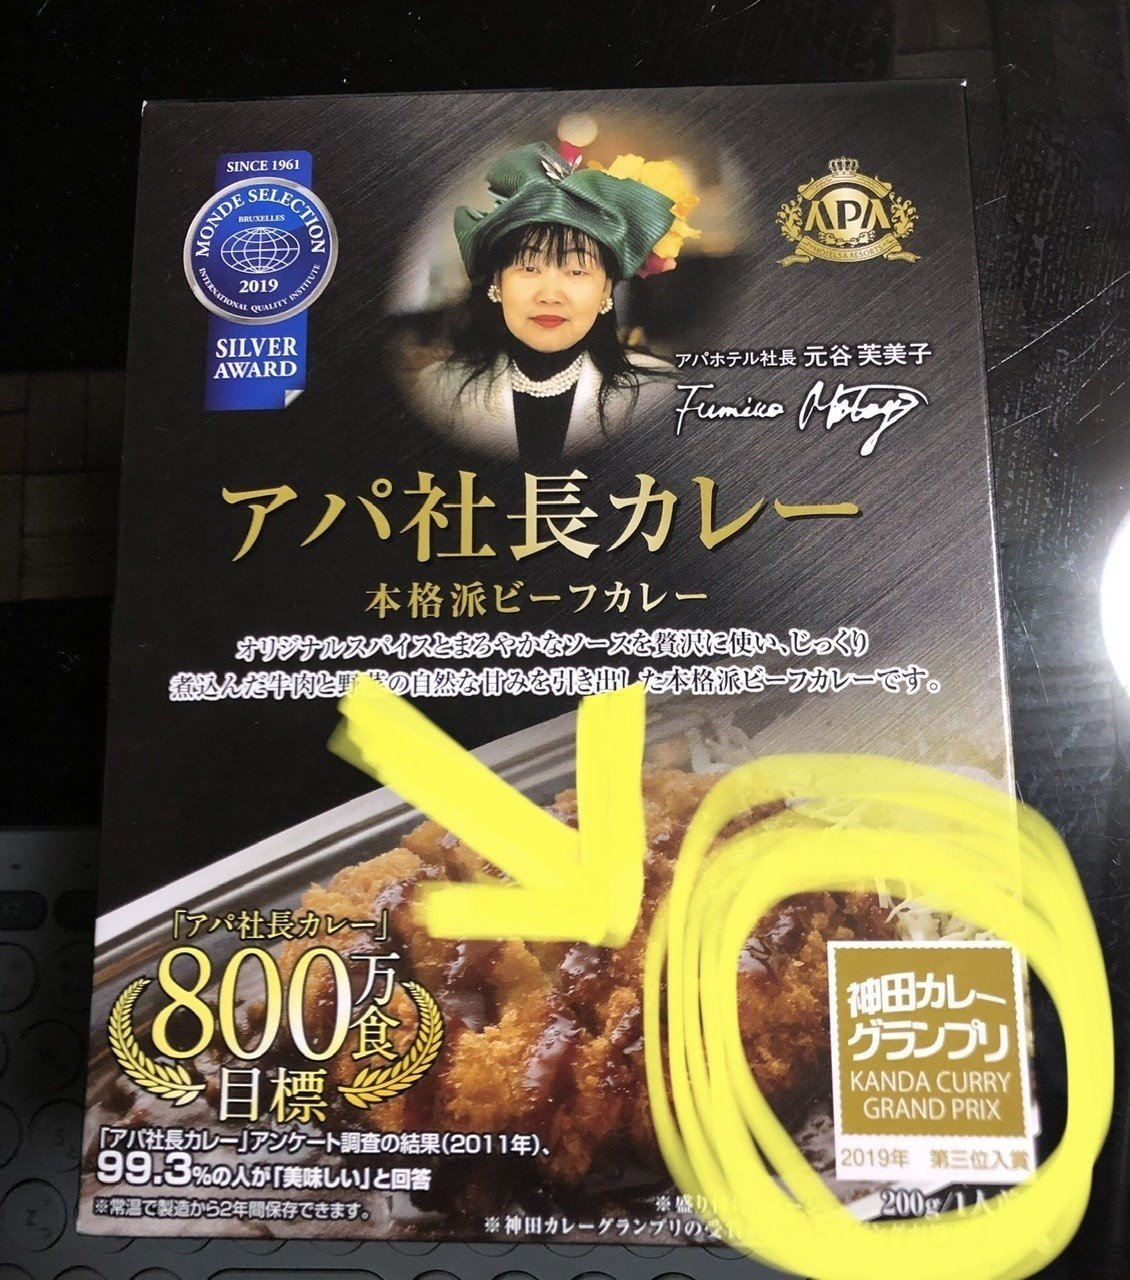 SINCE 1961
MONDE SELECTION
BRUXELLES
2019
INTERNATIONAL QUALITY INSTITUTE
SILVER
AWARD
APA
HOTELS & RESORTS
アパホテル社長 元谷 芙美子
Fumiko Motoya
アパ社長カレー
本格派ビーフカレー
オリジナルスパイスとまろやかなソースを贅沢に使い、じっくり
煮込んだ牛肉と野菜の自然な甘みを引き出した本格派ビーフカレーです。
「アパ社長カレー」
800万食
目標
「アパ社長カレー」アンケート調査の結果(2011年)、
99.3%の人が「美味しい」と回答
※常温で製造から2年間保存できます。
神田カレー
グランプリ
KANDA CURRY
GRAND PRIX
2019年 第三位入賞
200g/1人
※盛り付け
※神田カレーグランプリの受賞